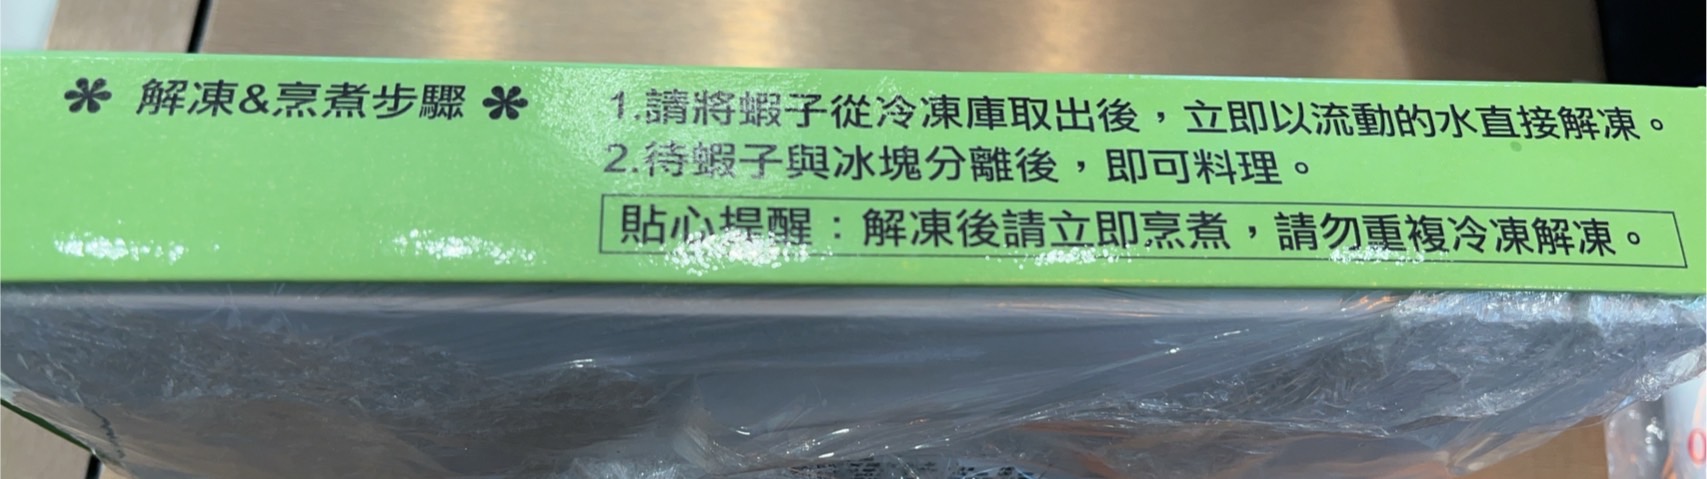 ＊ 解凍&烹煮步驟 ＊
1.請將蝦子從冷凍庫取出後，立即以流動的水直接解凍。
2.待蝦子與冰塊分離後，即可料理。
貼心提醒：解凍後請立即烹煮，請勿重複冷凍解凍。